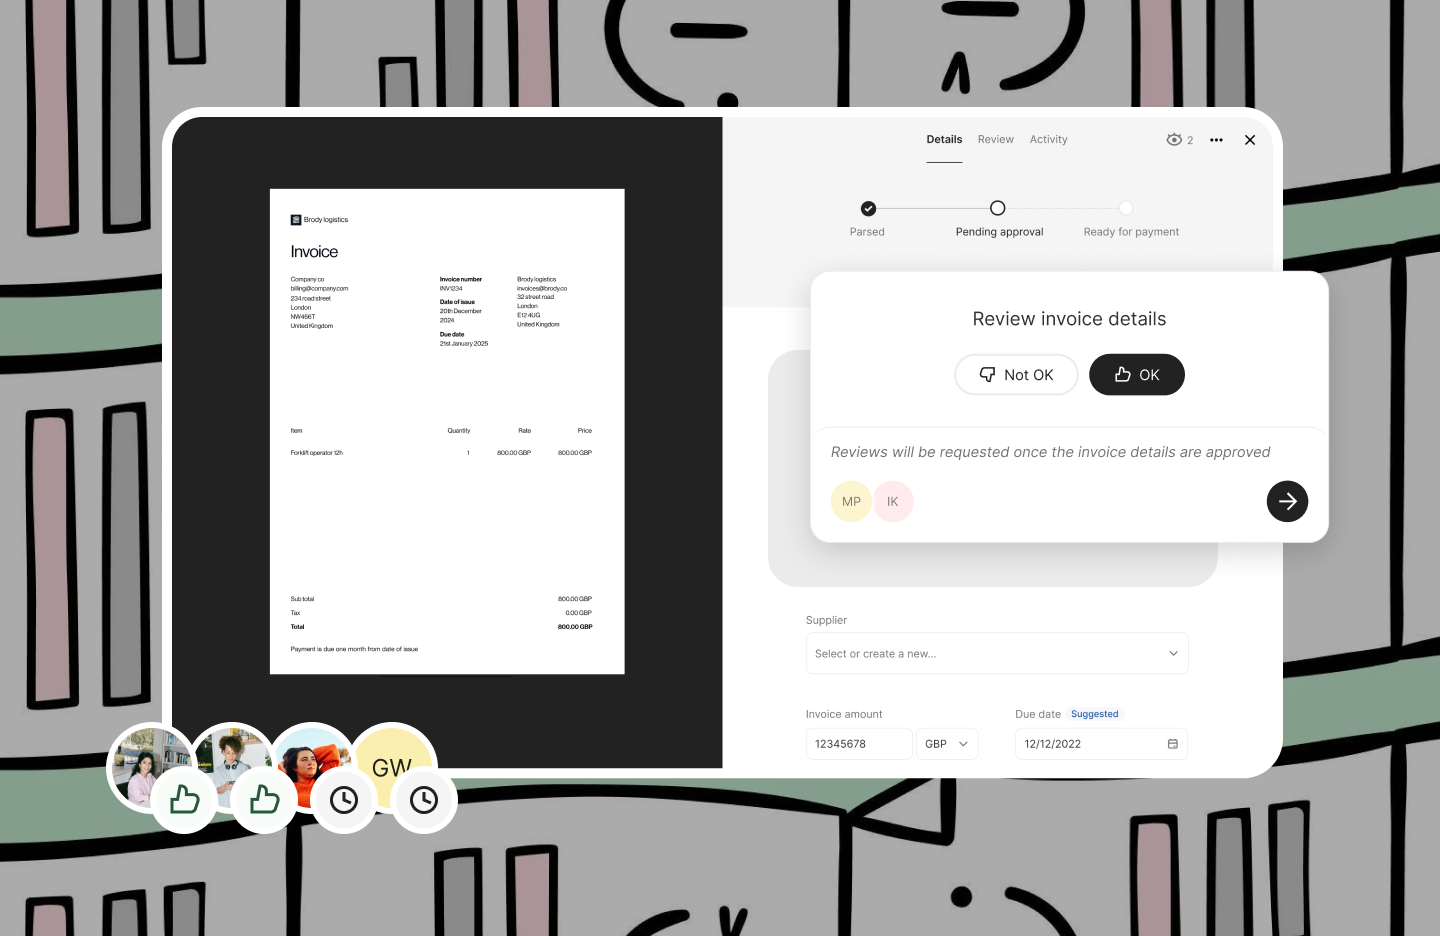 Details Review Activity 2
Parsed Pending approval Ready for payment
Brody logistics
Invoice
Company co
billing@company.com
234 road street
London
NW456T
United Kingdom
Invoice number
INV1234
Date of issue
20th December
2024
Due date
21st January 2025
Brody logistics
invoices@brody.co
32 street road
London
E12 4UG
United Kingdom
Item Quantity Rate Price
Forklift operator 12h 1 800.00 GBP 800.00 GBP
Sub total 800.00 GBP
Tax 0.00 GBP
Total 800.00 GBP
Payment is due one month from date of issue
Review invoice details
Not OK OK
Reviews will be requested once the invoice details are approved
MP IK
Supplier
Select or create a new...
Invoice amount Due date Suggested
12345678 GBP 12/12/2022
GW